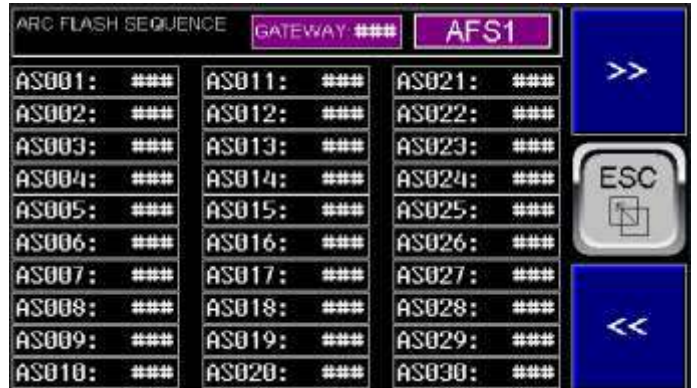 ARC FLASH SEQUENCE GATEWAY: ### AFS1
>>
AS001: ### AS011: ### AS021: ###
AS002: ### AS012: ### AS022: ###
AS003: ### AS013: ### AS023: ###
AS004: ### AS014: ### AS024: ###
ESC
AS005: ### AS015: ### AS025: ###
AS006: ### AS016: ### AS026: ###
AS007: ### AS017: ### AS027: ###
AS008: ### AS018: ### AS028: ###
<<
AS009: ### AS019: ### AS029: ###
AS010: ### AS020: ### AS030: ###